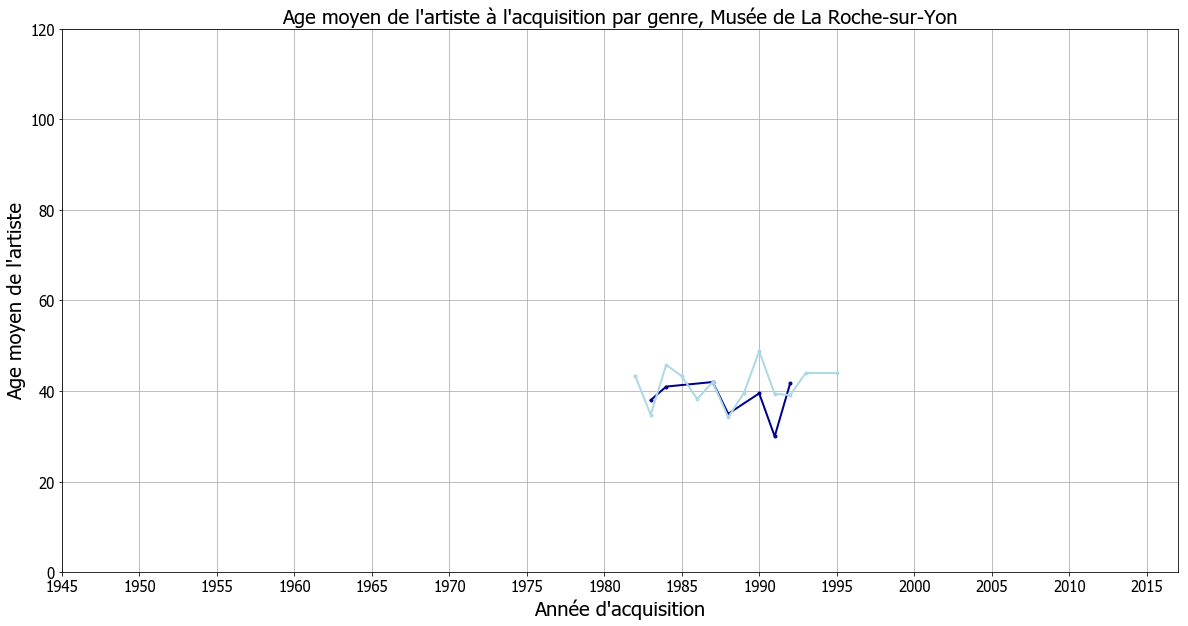 Age moyen de l'artiste à l'acquisition par genre, Musée de La Roche-sur-Yon
120
100
80
60
40
20
0
Age moyen de l'artiste
1945 1950 1955 1960 1965 1970 1975 1980 1985 1990 1995 2000 2005 2010 2015
Année d'acquisition